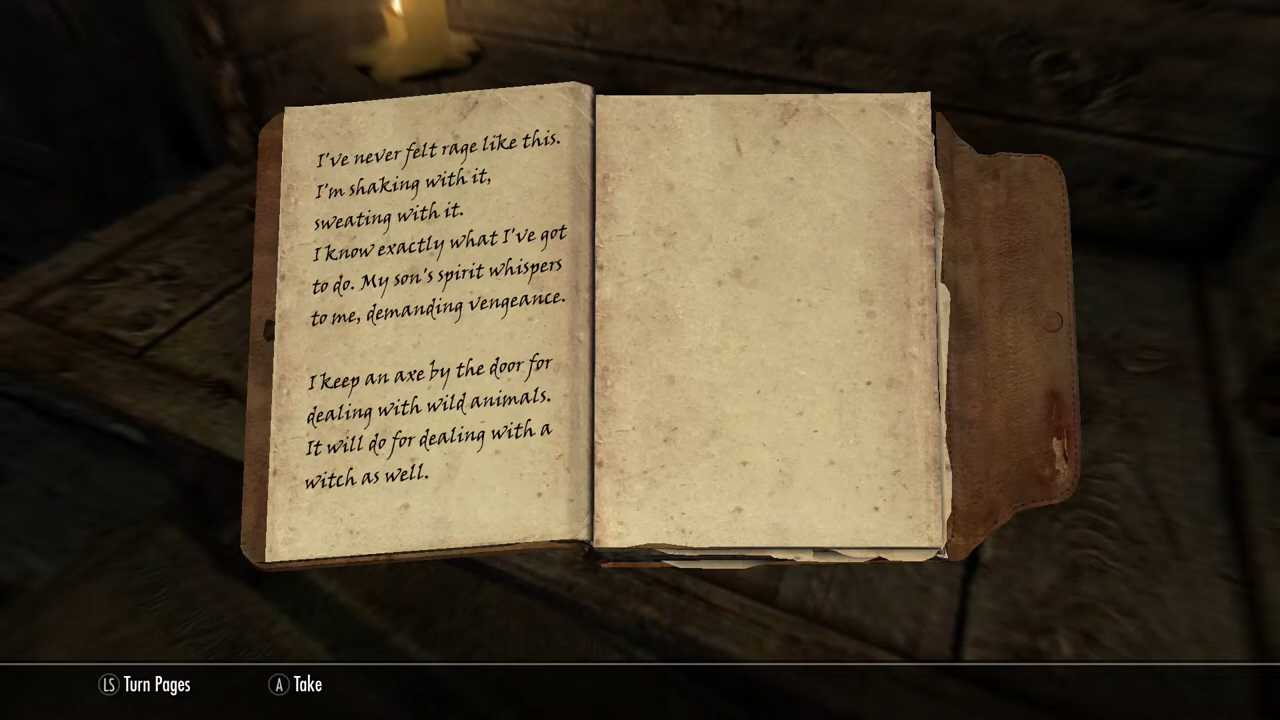 I've never felt rage like this.
I'm shaking with it,
sweating with it.
I know exactly what I've got
to do. My son's spirit whispers
to me, demanding vengeance.
I keep an axe by the door for
dealing with wild animals.
It will do for dealing with a
witch as well.
LS Turn Pages
A Take